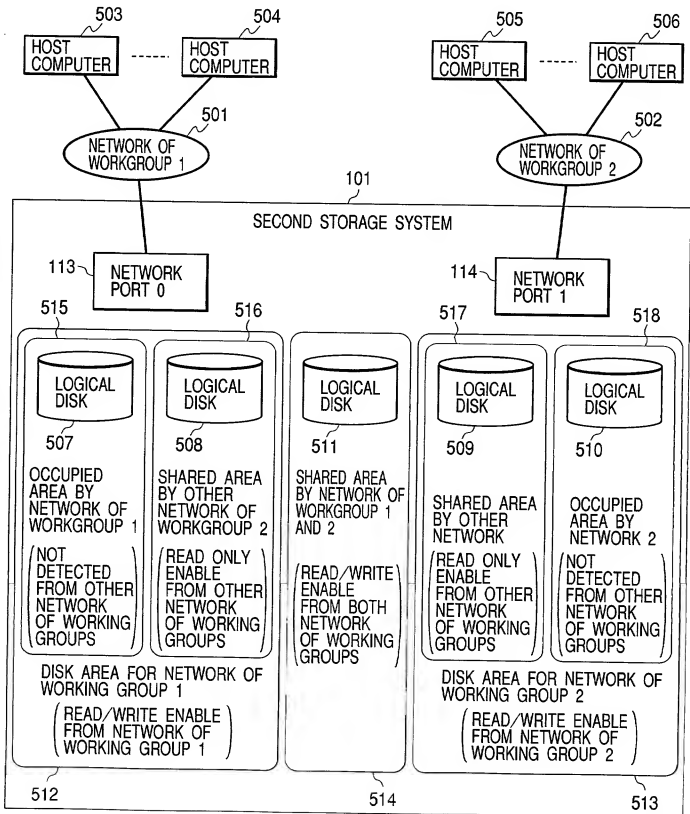 503
504
505
506
HOST
COMPUTER
HOST
COMPUTER
HOST
COMPUTER
HOST
COMPUTER
501
502
NETWORK OF
WORKGROUP 1
NETWORK OF
WORKGROUP 2
101
SECOND STORAGE SYSTEM
113
NETWORK
PORT 0
114
NETWORK
PORT 1
515
516
517
518
LOGICAL
DISK
LOGICAL
DISK
LOGICAL
DISK
LOGICAL
DISK
LOGICAL
DISK
507
508
511
509
510
OCCUPIED
AREA BY
NETWORK OF
WORKGROUP 1
(NOT
DETECTED
FROM OTHER
NETWORK
OF WORKING
GROUPS)
SHARED AREA
BY OTHER
NETWORK OF
WORKGROUP 2
(READ ONLY
ENABLE
FROM OTHER
NETWORK
OF WORKING
GROUPS)
SHARED AREA
BY NETWORK OF
WORKGROUP 1
AND 2
(READ/WRITE
ENABLE
FROM BOTH
NETWORK
OF WORKING
GROUPS)
SHARED AREA
BY OTHER
NETWORK
(READ ONLY
ENABLE
FROM OTHER
NETWORK
OF WORKING
GROUPS)
OCCUPIED
AREA BY
NETWORK 2
(NOT
DETECTED
FROM OTHER
NETWORK
OF WORKING
GROUPS)
DISK AREA FOR NETWORK OF
WORKING GROUP 1
(READ/WRITE ENABLE
FROM NETWORK OF
WORKING GROUP 1)
DISK AREA FOR NETWORK OF
WORKING GROUP 2
(READ/WRITE ENABLE
FROM NETWORK OF
WORKING GROUP 2)
512
514
513